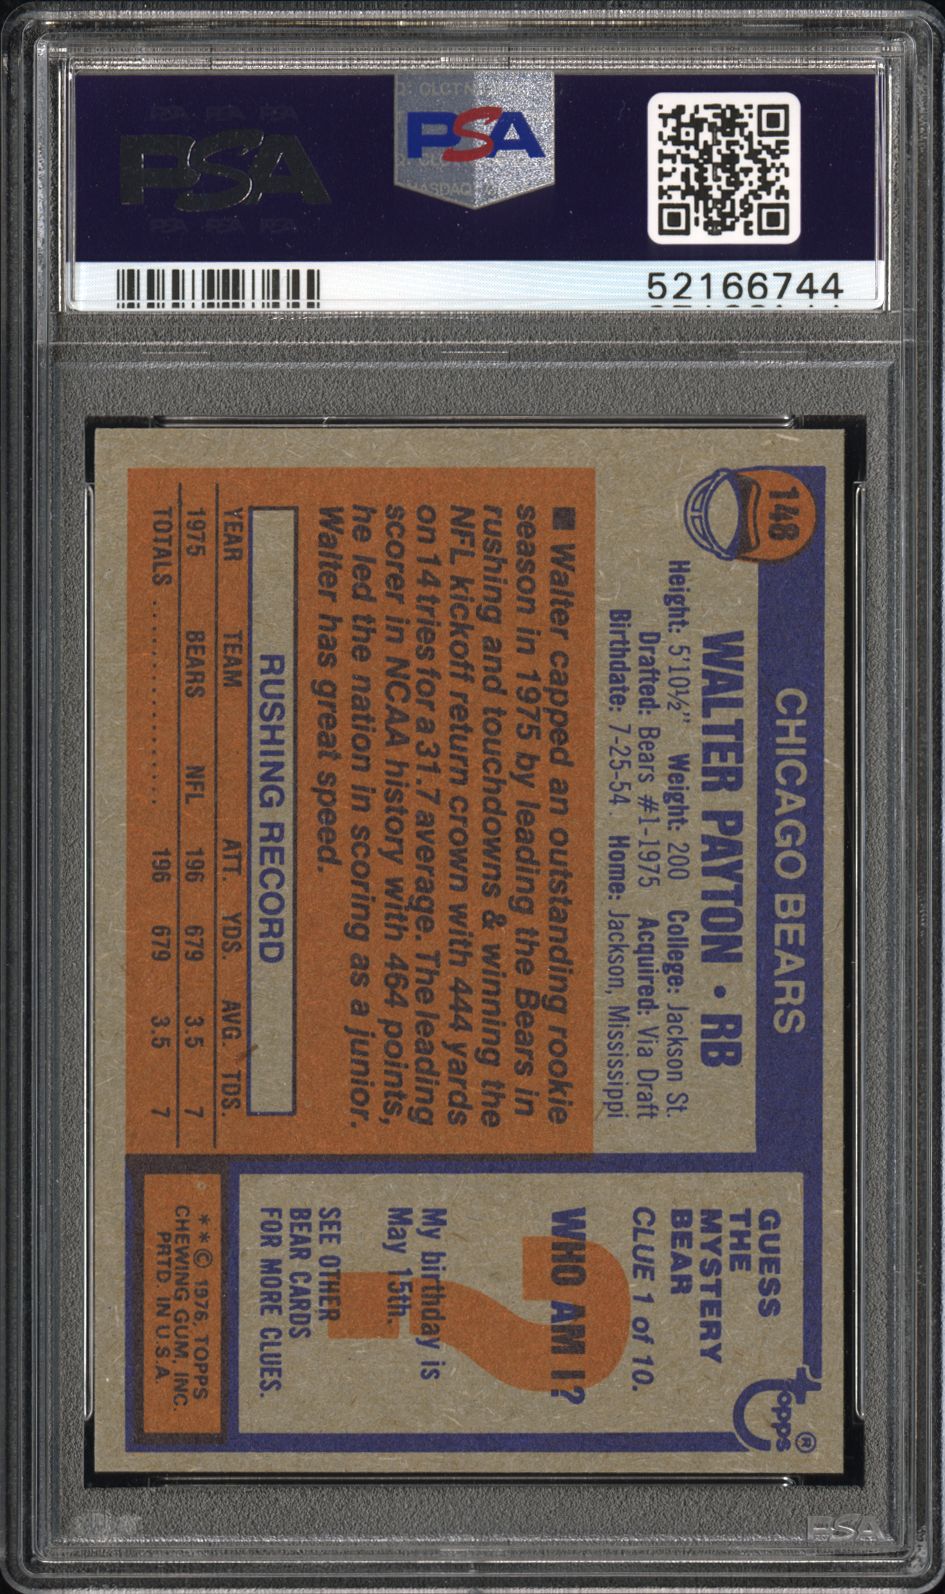 PSA
PSA
52166744
148
CHICAGO BEARS
WALTER PAYTON • RB
Height: 5'10½" Weight: 200 College: Jackson St.
Drafted: Bears #1-1975 Acquired: Via Draft
Birthdate: 7-25-54 Home: Jackson, Mississippi
■ Walter capped an outstanding rookie
season in 1975 by leading the Bears in
rushing and touchdowns & winning the
NFL kickoff return crown with 444 yards
on 14 tries for a 31.7 average. The leading
scorer in NCAA history with 464 points,
he led the nation in scoring as a junior.
Walter has great speed.
RUSHING RECORD
YEAR TEAM ATT. YDS. AVG. TDS.
1975 BEARS NFL 196 679 3.5 7
TOTALS .................. 196 679 3.5 7
topps®
GUESS
THE
MYSTERY
BEAR
CLUE 1 of 10.
WHO AM I?
My birthday is
May 15th.
SEE OTHER
BEAR CARDS
FOR MORE CLUES.
**© 1976, TOPPS
CHEWING GUM, INC.
PRTD. IN U.S.A.
PSA